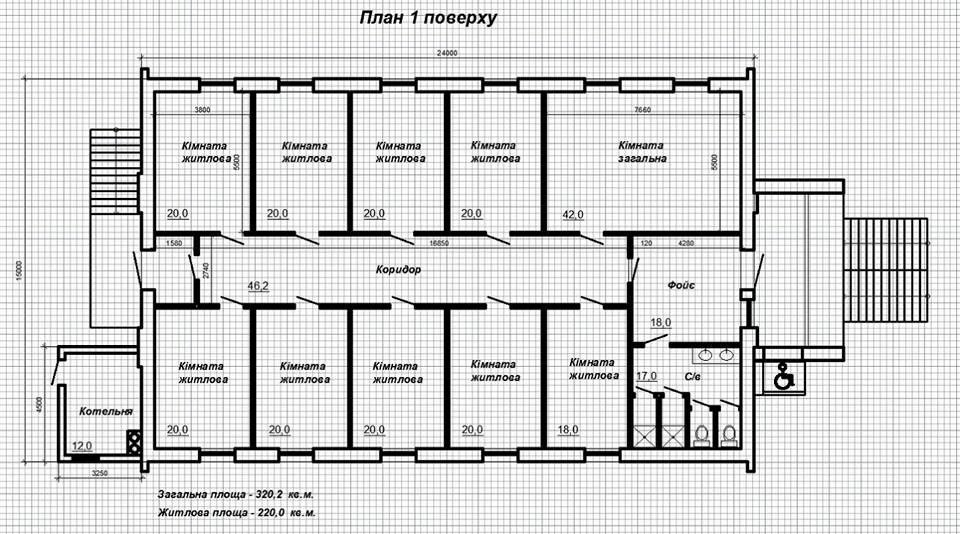 План 1 поверху
24000
3800
7660
Кімната
житлова
Кімната
житлова
Кімната
житлова
Кімната
житлова
Кімната
загальна
5500
5500
20,0
20,0
20,0
20,0
42,0
15000
1580
16850
120
4280
2740
Коридор
46,2
Фойє
18,0
Кімната
житлова
Кімната
житлова
Кімната
житлова
Кімната
житлова
Кімната
житлова
17,0
С/в
4500
Котельня
12,0
20,0
20,0
20,0
20,0
18,0
3250
Загальна площа - 320,2 кв.м.
Житлова площа - 220,0 кв.м.